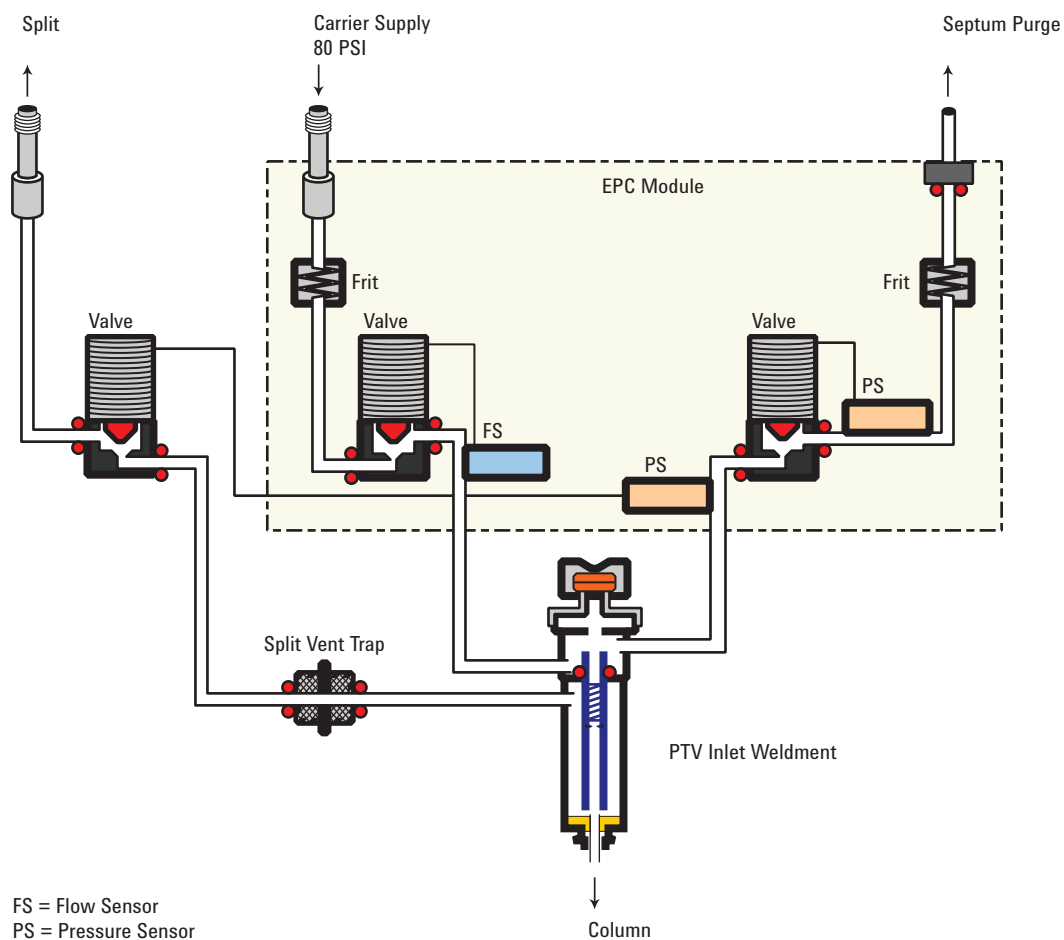 Split
Carrier Supply
80 PSI
Septum Purge
EPC Module
Frit
Frit
Valve
Valve
Valve
PS
FS
PS
Split Vent Trap
PTV Inlet Weldment
FS = Flow Sensor
PS = Pressure Sensor
Column